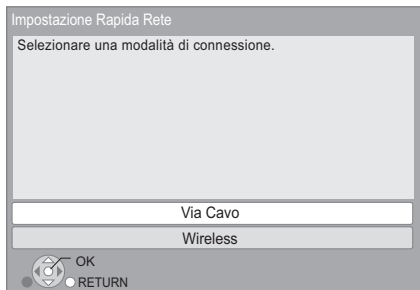 Impostazione Rapida Rete
Selezionare una modalità di connessione.
Via Cavo
Wireless
OK
RETURN